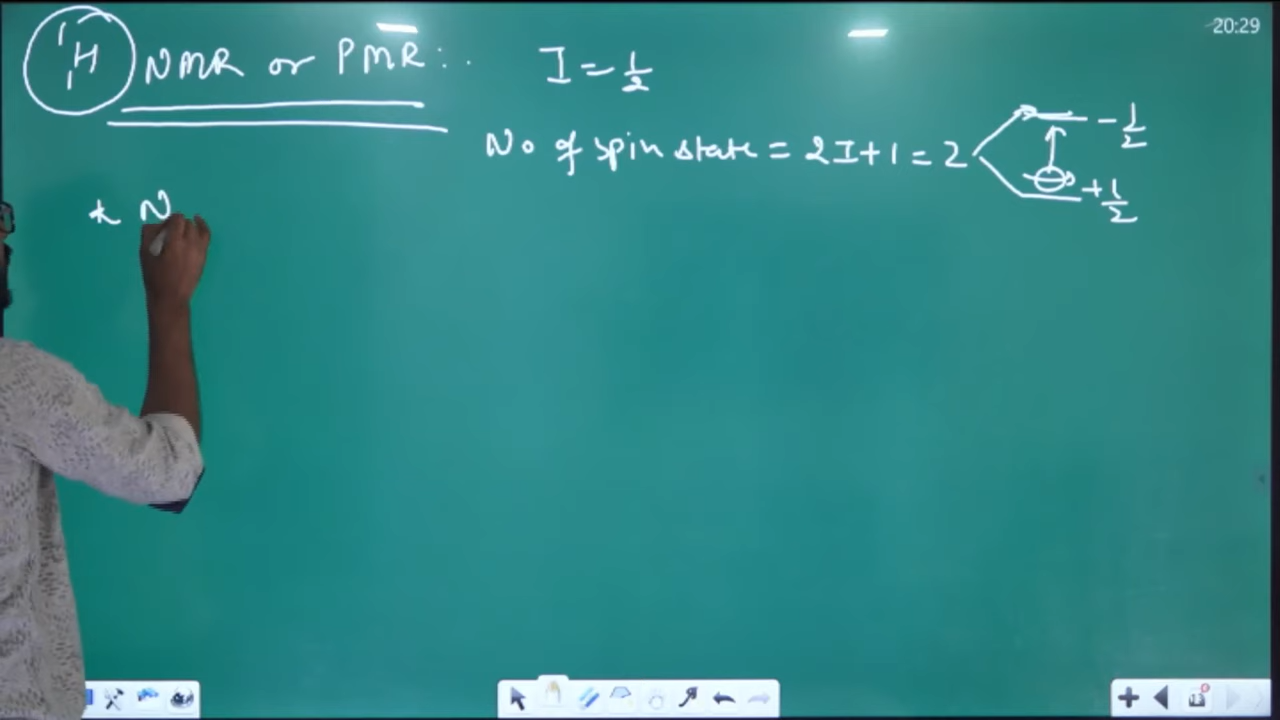 20:29
¹₁H NMR or PMR:. I = 1/2
No of spin state = 2I+1 = 2
-1/2
+1/2
* N